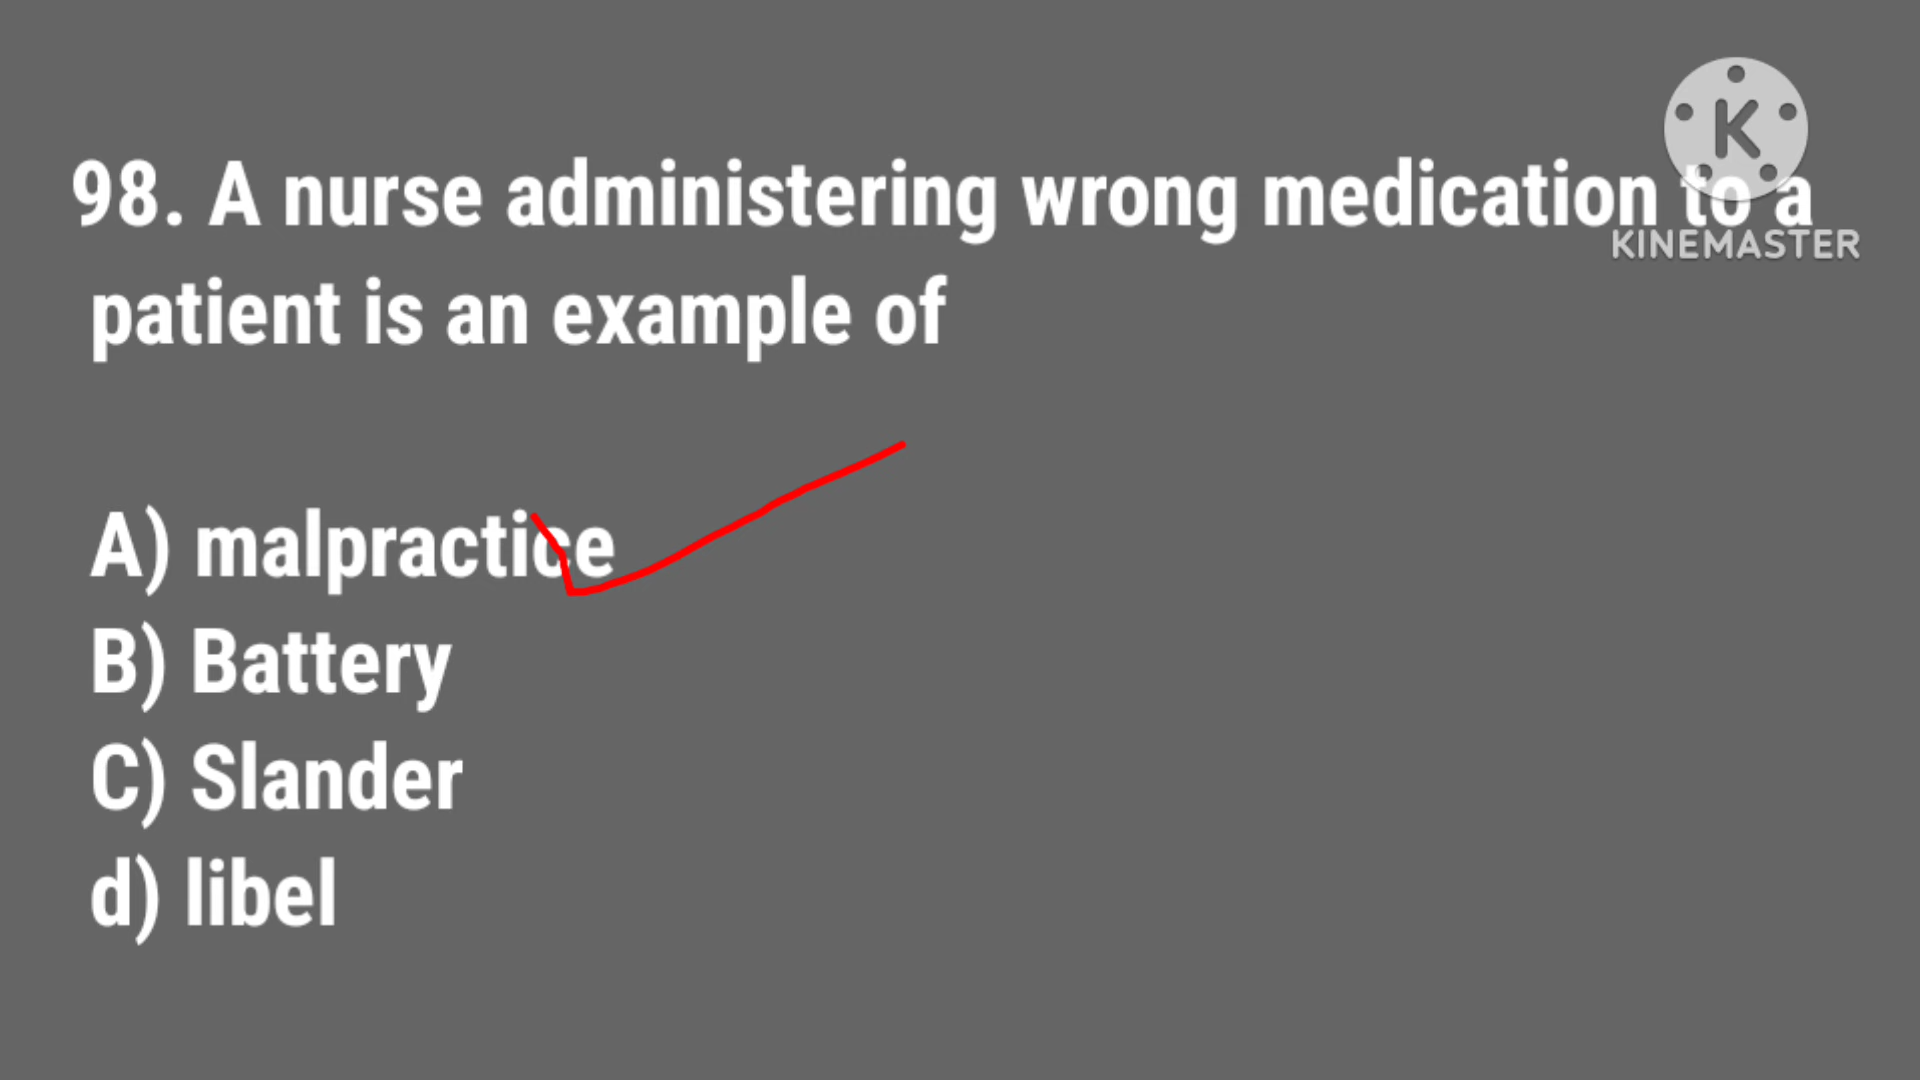 98. A nurse administering wrong medication to a
KINEMASTER
patient is an example of
A) malpractice
B) Battery
C) Slander
d) libel